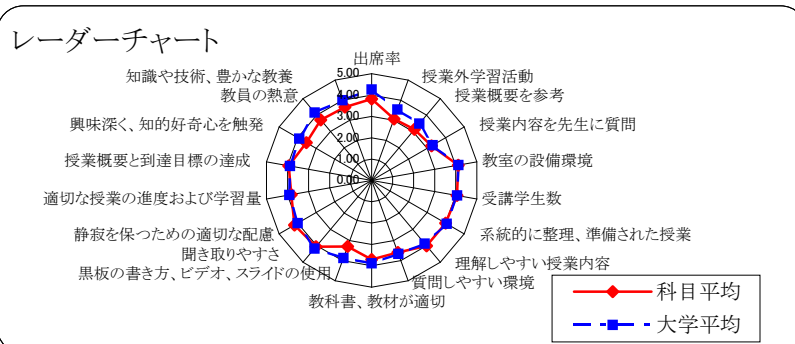 レーダーチャート
出席率
授業外学習活動
授業概要を参考
授業内容を先生に質問
教室の設備環境
受講学生数
系統的に整理、準備された授業
理解しやすい授業内容
質問しやすい環境
教科書、教材が適切
黒板の書き方、ビデオ、スライドの使用
聞き取りやすさ
静寂を保つための適切な配慮
適切な授業の進度および学習量
授業概要と到達目標の達成
興味深く、知的好奇心を触発
教員の熱意
知識や技術、豊かな教養
5.00
4.00
3.00
2.00
1.00
0.00
科目平均
大学平均